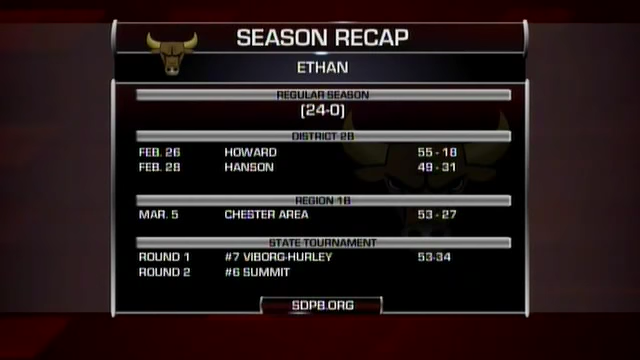 SEASON RECAP
ETHAN
REGULAR SEASON
(24-0)
DISTRICT 2B
FEB. 26 HOWARD 55 - 18
FEB. 28 HANSON 49 - 31
REGION 1B
MAR. 5 CHESTER AREA 53 - 27
STATE TOURNAMENT
ROUND 1 #7 VIBORG-HURLEY 53-34
ROUND 2 #6 SUMMIT
SDPB.ORG